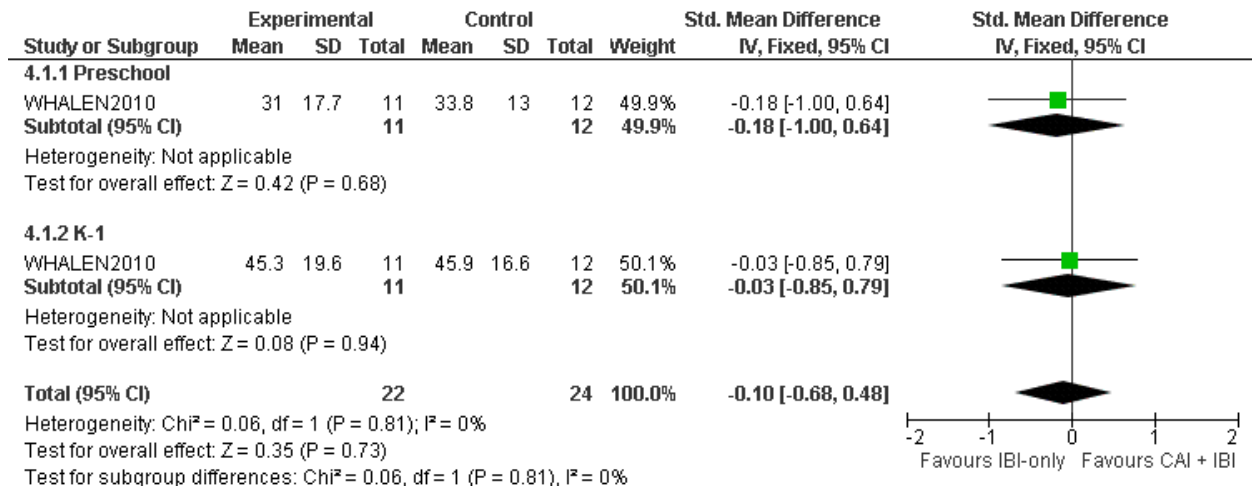 Experimental Control Std. Mean Difference Std. Mean Difference
Study or Subgroup Mean SD Total Mean SD Total Weight IV, Fixed, 95% CI IV, Fixed, 95% CI
4.1.1 Preschool
WHALEN2010 31 17.7 11 33.8 13 12 49.9% -0.18 [-1.00, 0.64]
Subtotal (95% CI) 11 12 49.9% -0.18 [-1.00, 0.64]
Heterogeneity: Not applicable
Test for overall effect: Z = 0.42 (P = 0.68)
4.1.2 K-1
WHALEN2010 45.3 19.6 11 45.9 16.6 12 50.1% -0.03 [-0.85, 0.79]
Subtotal (95% CI) 11 12 50.1% -0.03 [-0.85, 0.79]
Heterogeneity: Not applicable
Test for overall effect: Z = 0.08 (P = 0.94)
Total (95% CI) 22 24 100.0% -0.10 [-0.68, 0.48]
Heterogeneity: Chi² = 0.06, df = 1 (P = 0.81); I² = 0%
Test for overall effect: Z = 0.35 (P = 0.73)
Test for subgroup differences: Chi² = 0.06, df = 1 (P = 0.81), I² = 0%
-2 -1 0 1 2
Favours IBI-only Favours CAI + IBI